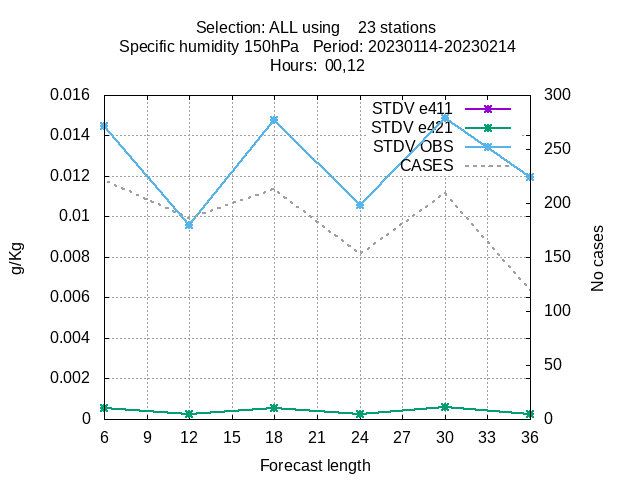 Selection: ALL using    23 stations
Specific humidity 150hPa   Period: 20230114-20230214
Hours: 00,12
STDV e411
STDV e421
STDV OBS
CASES
0.016
0.014
0.012
0.01
0.008
0.006
0.004
0.002
0
300
250
200
150
100
50
0
g/Kg
No cases
6 9 12 15 18 21 24 27 30 33 36
Forecast length